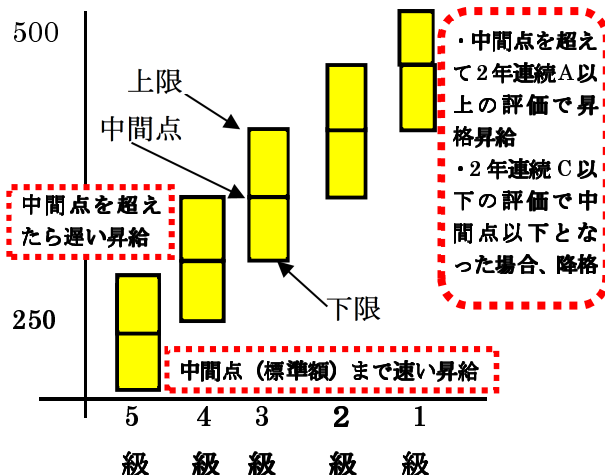 500
・中間点を超え
て2年連続A以
上の評価で昇
格昇給
・2年連続C以
下の評価で中
間点以下とな
った場合、降格
上限
中間点
中間点を超え
たら遅い昇給
下限
250
中間点（標準額）まで速い昇給
5 4 3 2 1
級 級 級 級 級